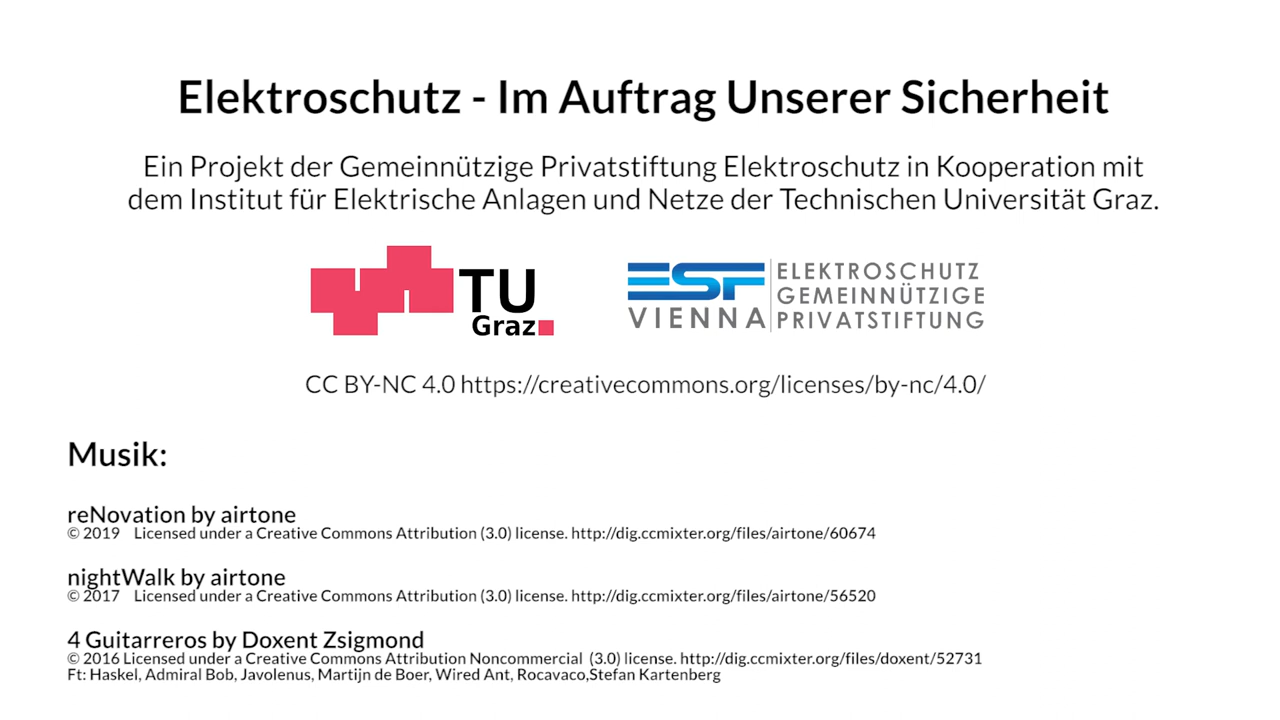 Elektroschutz - Im Auftrag Unserer Sicherheit
Ein Projekt der Gemeinnützige Privatstiftung Elektroschutz in Kooperation mit
dem Institut für Elektrische Anlagen und Netze der Technischen Universität Graz.
TU
Graz
ESF
VIENNA
ELEKTROSCHUTZ
GEMEINNÜTZIGE
PRIVATSTIFTUNG
CC BY-NC 4.0 https://creativecommons.org/licenses/by-nc/4.0/
Musik:
reNovation by airtone
© 2019 Licensed under a Creative Commons Attribution (3.0) license. http://dig.ccmixter.org/files/airtone/60674
nightWalk by airtone
© 2017 Licensed under a Creative Commons Attribution (3.0) license. http://dig.ccmixter.org/files/airtone/56520
4 Guitarreros by Doxent Zsigmond
© 2016 Licensed under a Creative Commons Attribution Noncommercial (3.0) license. http://dig.ccmixter.org/files/doxent/52731
Ft: Haskel, Admiral Bob, Javolenus, Martijn de Boer, Wired Ant, Rocavaco,Stefan Kartenberg